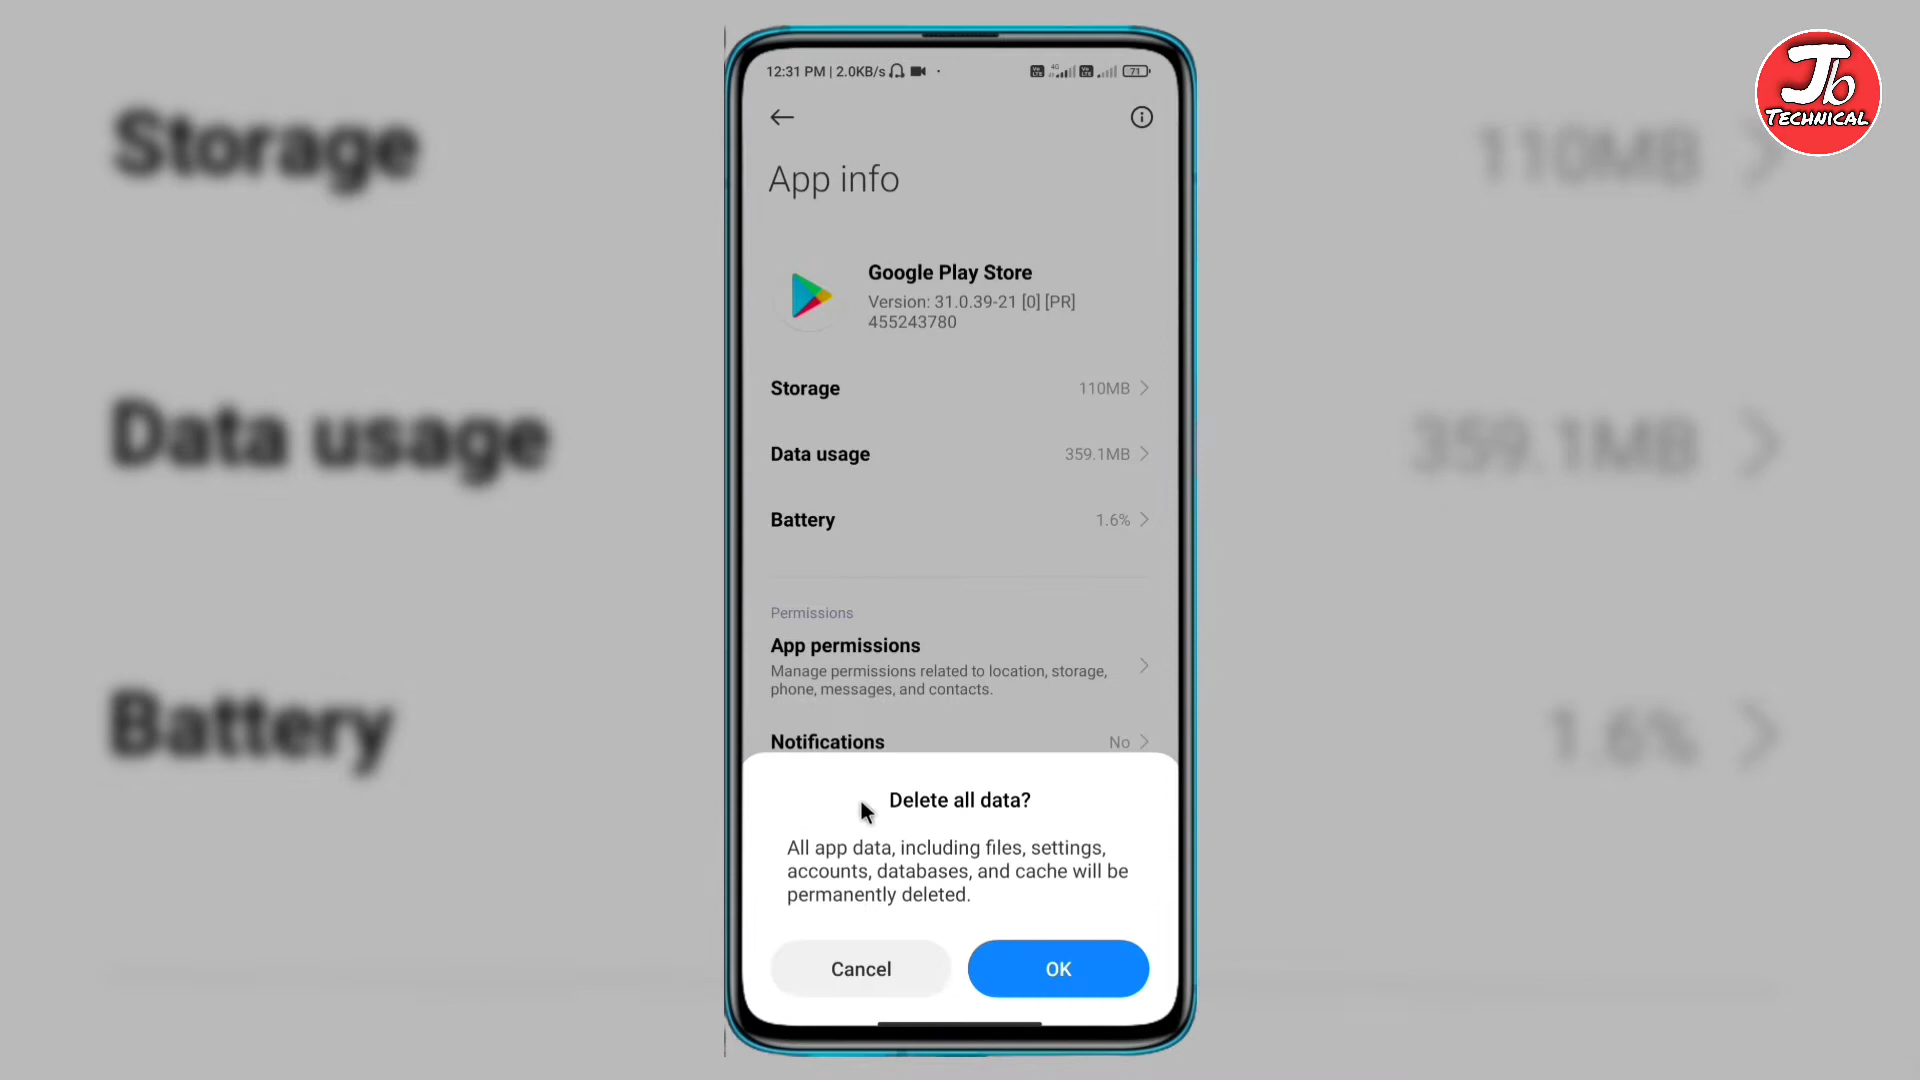 12:31 PM | 2.0KB/s
4G
71
Jb
TECHNICAL
App info
Google Play Store
Version: 31.0.39-21 [0] [PR]
455243780
Storage 110MB
Data usage 359.1MB
Battery 1.6%
Permissions
App permissions
Manage permissions related to location, storage,
phone, messages, and contacts.
Notifications No
Delete all data?
All app data, including files, settings,
accounts, databases, and cache will be
permanently deleted.
Cancel OK
Storage 110MB
Data usage 359.1MB
Battery 1.6%